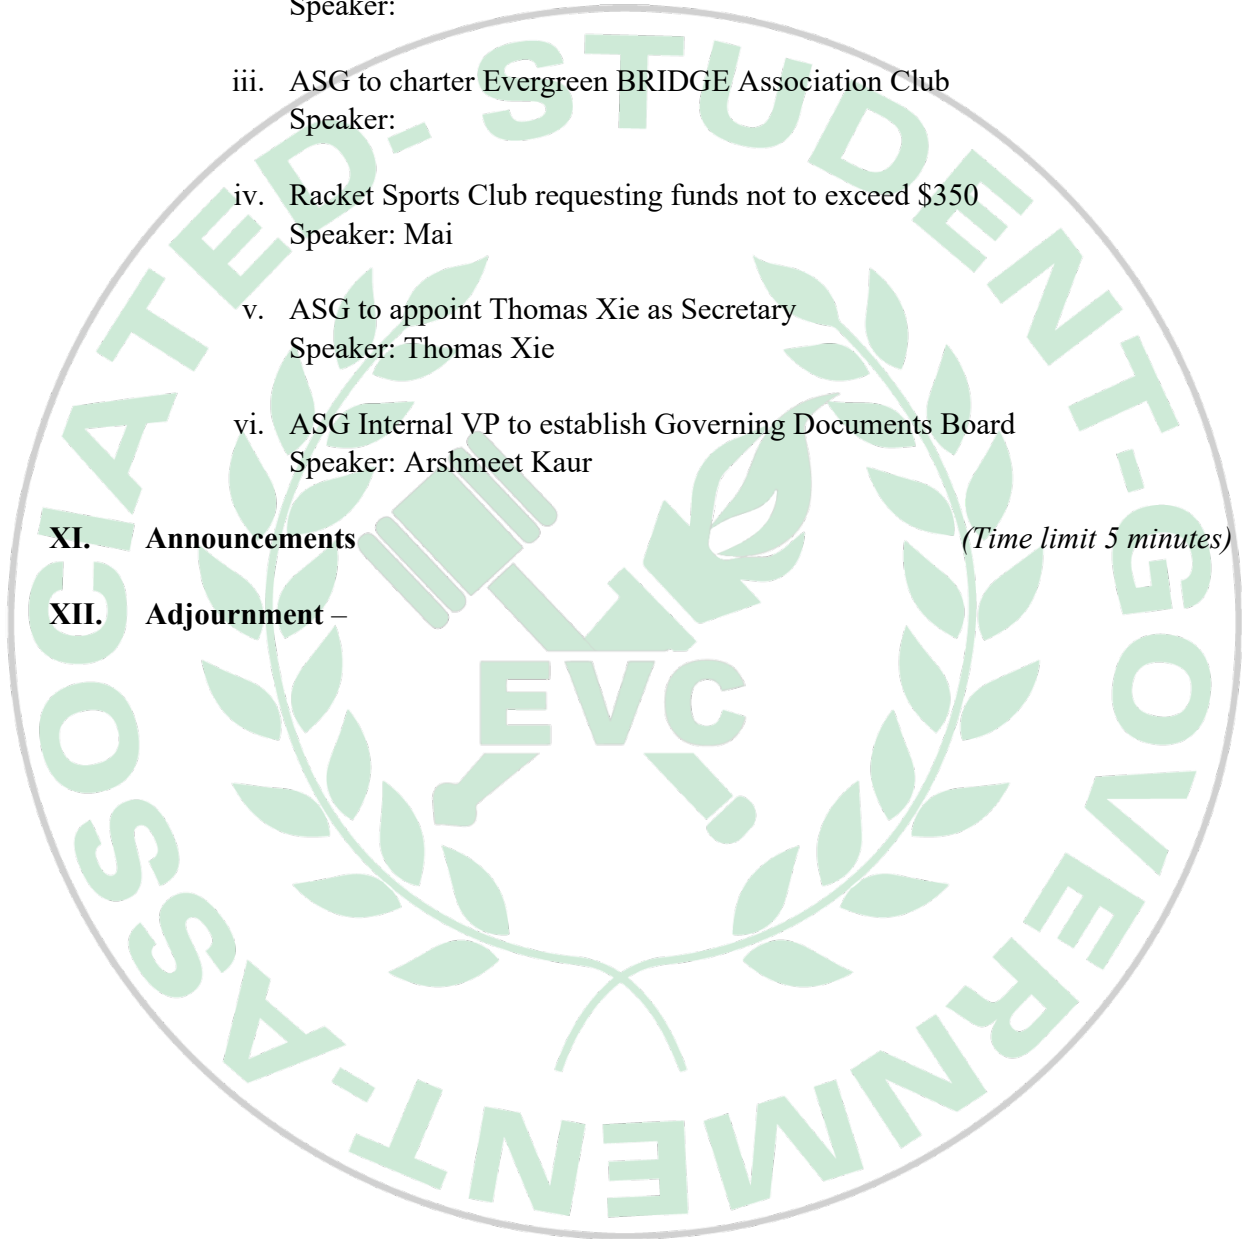 Speaker:
iii. ASG to charter Evergreen BRIDGE Association Club
Speaker:
iv. Racket Sports Club requesting funds not to exceed $350
Speaker: Mai
v. ASG to appoint Thomas Xie as Secretary
Speaker: Thomas Xie
vi. ASG Internal VP to establish Governing Documents Board
Speaker: Arshmeet Kaur
XI. Announcements (Time limit 5 minutes)
XII. Adjournment –
EVC
ASSOCIATED-STUDENT-GOVERNMENT-